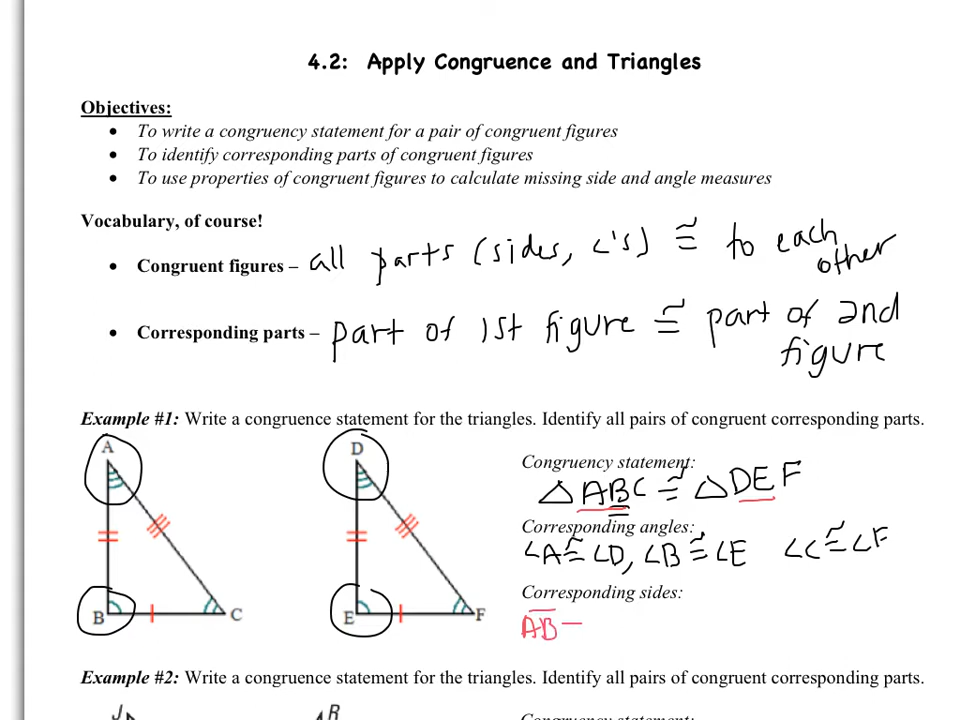 4.2: Apply Congruence and Triangles
Objectives:
• To write a congruency statement for a pair of congruent figures
• To identify corresponding parts of congruent figures
• To use properties of congruent figures to calculate missing side and angle measures
Vocabulary, of course!
• Congruent figures – all parts (sides, ∠'s) ≅ to each
other
• Corresponding parts – part of 1st figure ≅ part of 2nd
figure
Example #1: Write a congruence statement for the triangles. Identify all pairs of congruent corresponding parts.
A
D
B
C
E
F
Congruency statement:
△ABC ≅ △DEF
Corresponding angles:
∠A ≅ ∠D, ∠B ≅ ∠E ∠C ≅ ∠F
Corresponding sides:
AB –
Example #2: Write a congruence statement for the triangles. Identify all pairs of congruent corresponding parts.
J
R
Congruency statement: